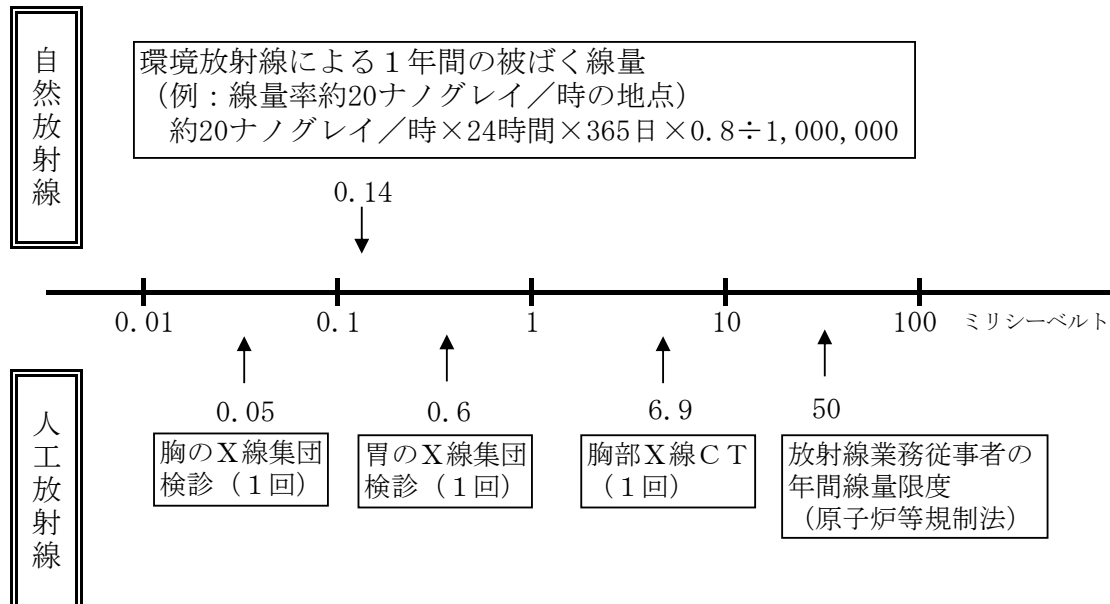 自然放射線
環境放射線による１年間の被ばく線量
（例：線量率約20ナノグレイ／時の地点）
約20ナノグレイ／時×24時間×365日×0.8÷1,000,000
0.14
0.01 0.1 1 10 100 ミリシーベルト
人工放射線
0.05
胸のＸ線集団
検診（１回）
0.6
胃のＸ線集団
検診（１回）
6.9
胸部Ｘ線ＣＴ
（１回）
50
放射線業務従事者の
年間線量限度
（原子炉等規制法）